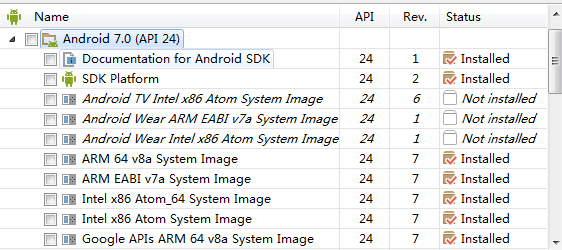 Name API Rev. Status
Android 7.0 (API 24)
Documentation for Android SDK 24 1 Installed
SDK Platform 24 2 Installed
Android TV Intel x86 Atom System Image 24 6 Not installed
Android Wear ARM EABI v7a System Image 24 1 Not installed
Android Wear Intel x86 Atom System Image 24 1 Not installed
ARM 64 v8a System Image 24 7 Installed
ARM EABI v7a System Image 24 7 Installed
Intel x86 Atom_64 System Image 24 7 Installed
Intel x86 Atom System Image 24 7 Installed
Google APIs ARM 64 v8a System Image 24 7 Installed